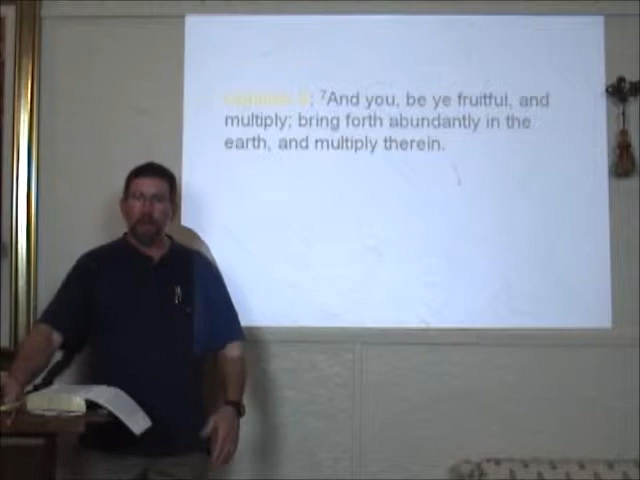 : ⁷And you, be ye fruitful, and
multiply; bring forth abundantly in the
earth, and multiply therein.